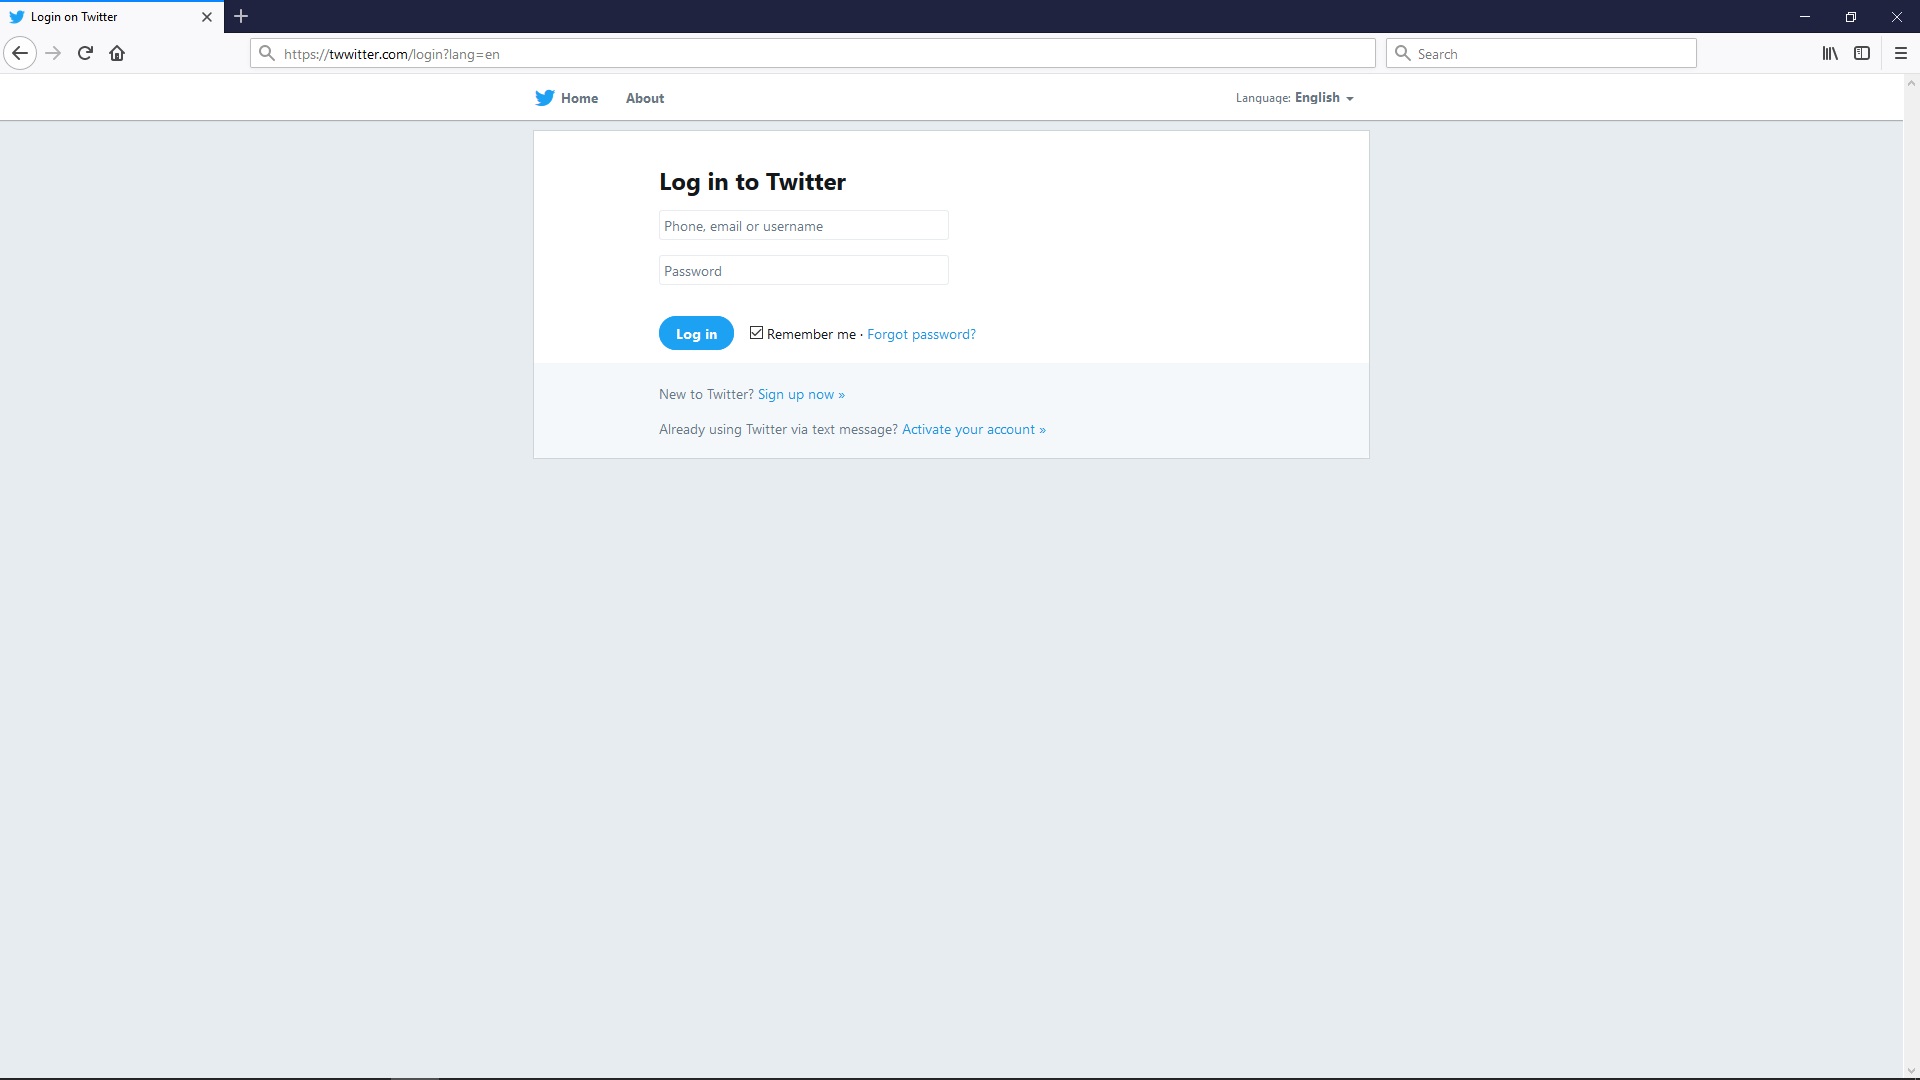 Login on Twitter
https://twwitter.com/login?lang=en
Search
Home About Language: English
Log in to Twitter
Phone, email or username
Password
Log in Remember me · Forgot password?
New to Twitter? Sign up now »
Already using Twitter via text message? Activate your account »